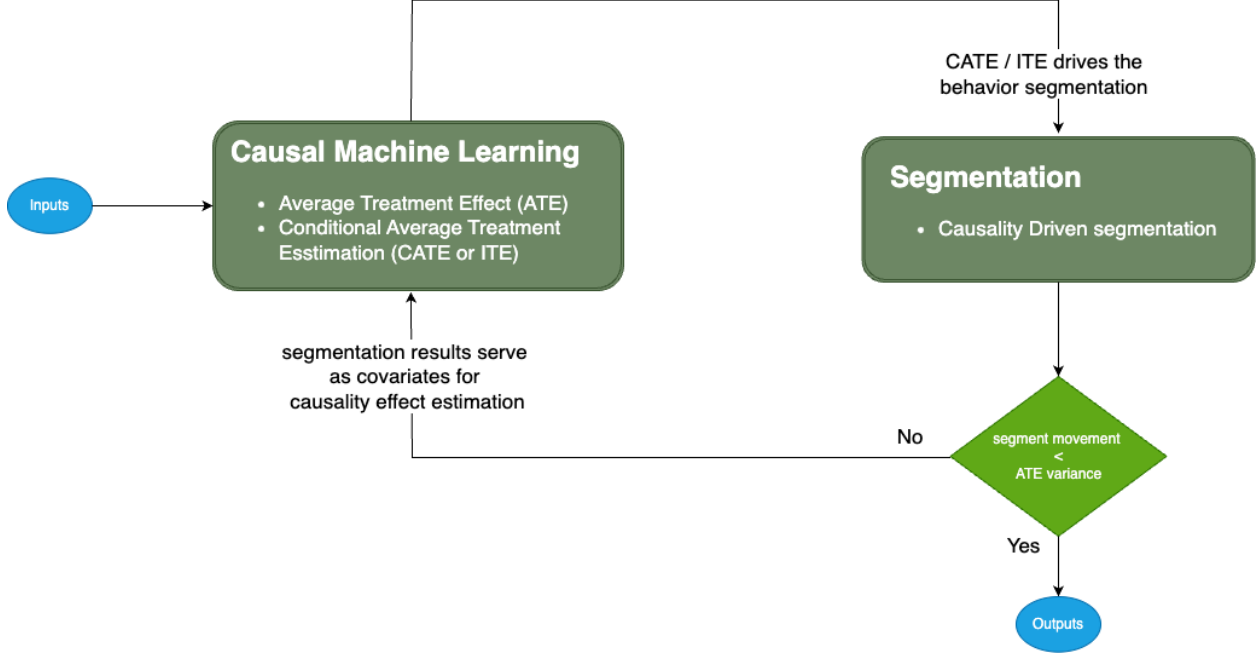 CATE / ITE drives the
behavior segmentation
Causal Machine Learning
• Average Treatment Effect (ATE)
• Conditional Average Treatment
Esstimation (CATE or ITE)
Segmentation
• Causality Driven segmentation
Inputs
segmentation results serve
as covariates for
causality effect estimation
No
segment movement
<
ATE variance
Yes
Outputs